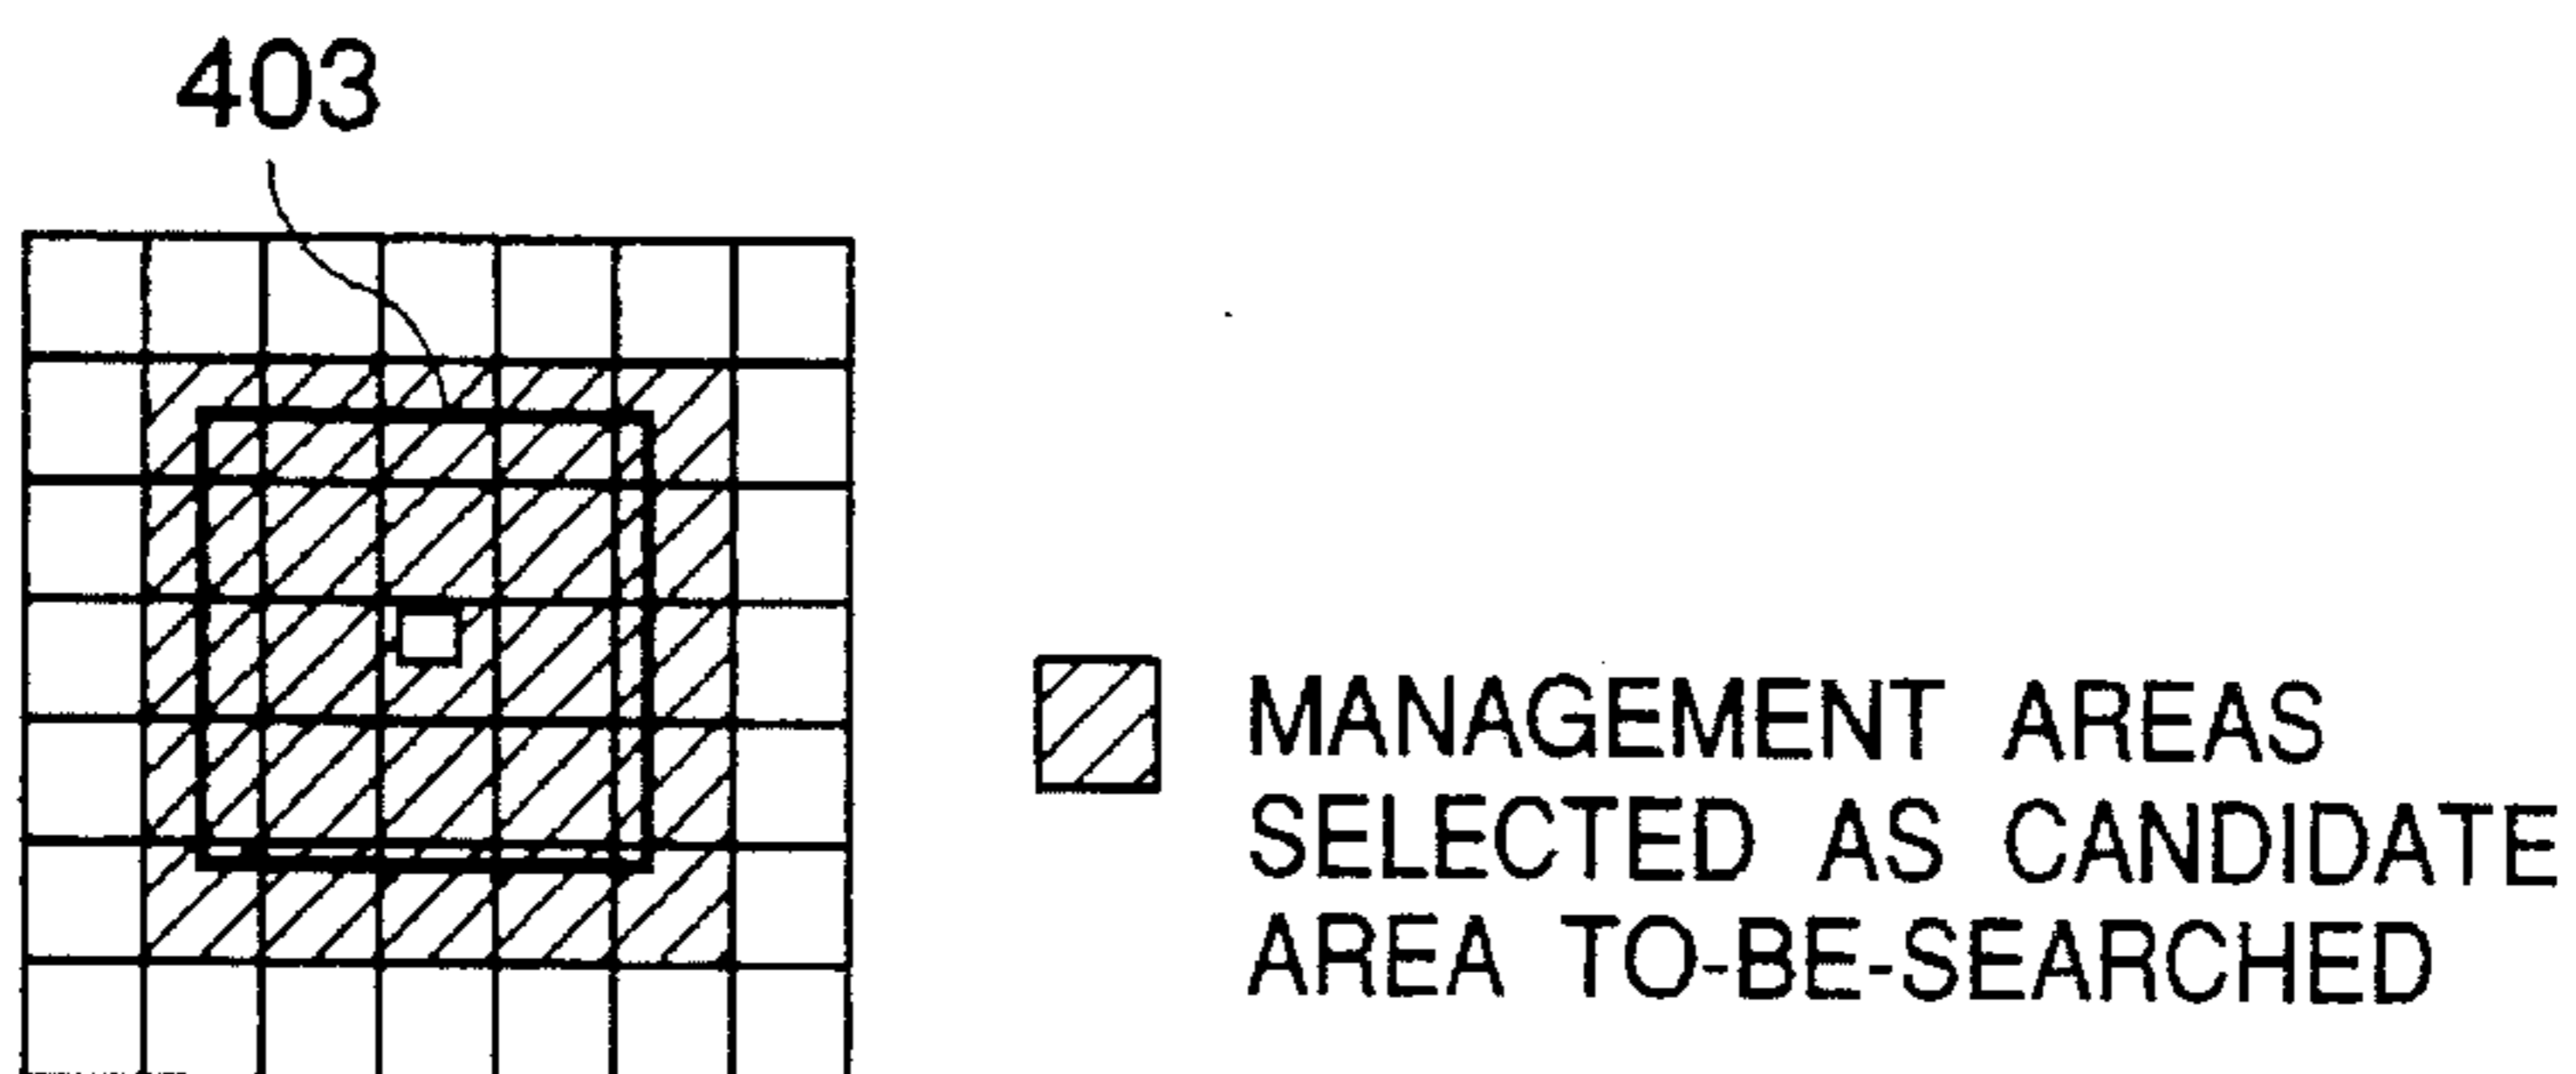 403
MANAGEMENT AREAS
SELECTED AS CANDIDATE
AREA TO-BE-SEARCHED